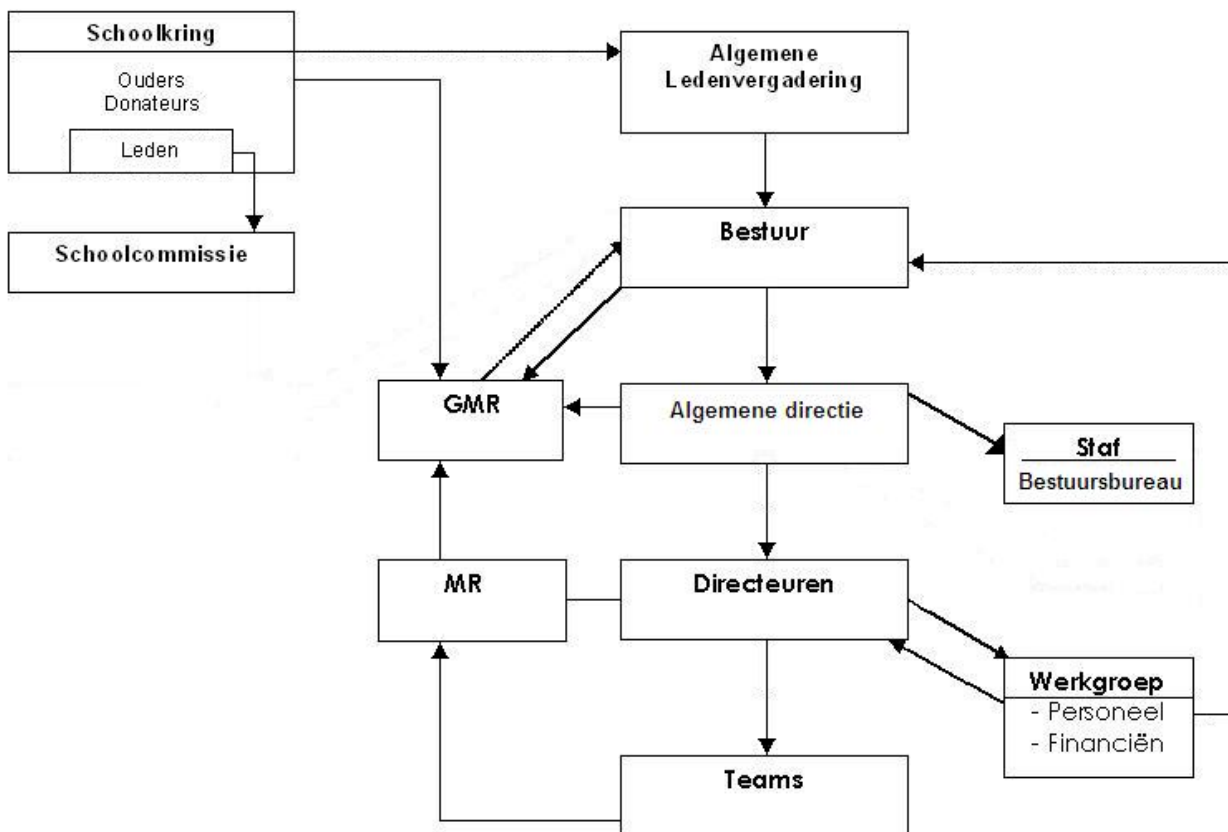 Schoolkring
Ouders
Donateurs
Leden
Schoolcommissie
Algemene
Ledenvergadering
Bestuur
GMR
Algemene directie
Staf
Bestuursbureau
MR
Directeuren
Werkgroep
- Personeel
- Financiën
Teams